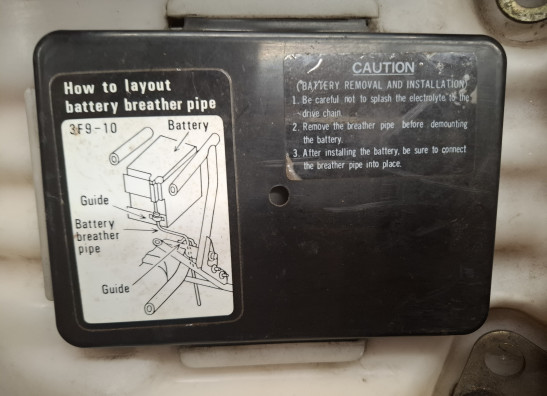 How to layout
battery breather pipe
3F9-10 Battery
Guide
Battery
breather
pipe
Guide
CAUTION
(BATTERY REMOVAL AND INSTALLATION)
1. Be careful not to splash the electrolyte to the
drive chain.
2. Remove the breather pipe before demounting
the battery.
3. After installing the battery, be sure to connect
the breather pipe into place.